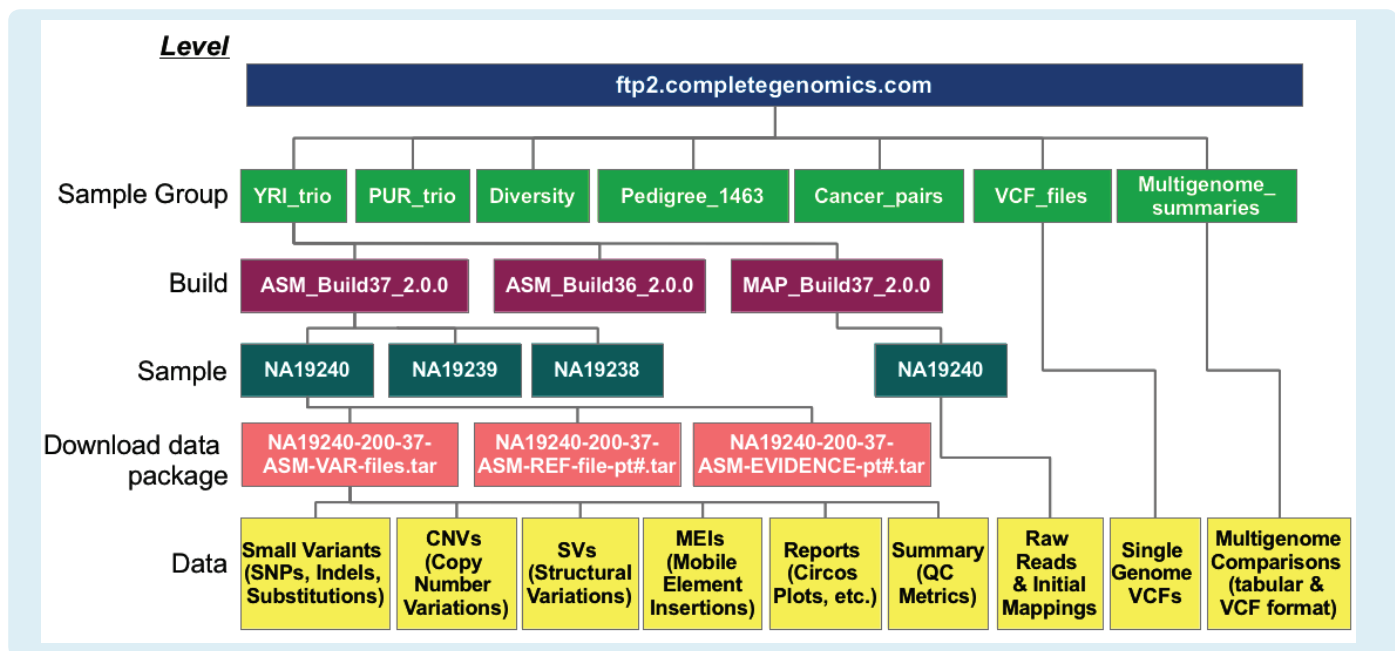 Level
ftp2.completegenomics.com
Sample Group
YRI_trio
PUR_trio
Diversity
Pedigree_1463
Cancer_pairs
VCF_files
Multigenome_
summaries
Build
ASM_Build37_2.0.0
ASM_Build36_2.0.0
MAP_Build37_2.0.0
Sample
NA19240
NA19239
NA19238
NA19240
Download data
package
NA19240-200-37-
ASM-VAR-files.tar
NA19240-200-37-
ASM-REF-file-pt#.tar
NA19240-200-37-
ASM-EVIDENCE-pt#.tar
Data
Small Variants
(SNPs, Indels,
Substitutions)
CNVs
(Copy
Number
Variations)
SVs
(Structural
Variations)
MEIs
(Mobile
Element
Insertions)
Reports
(Circos
Plots, etc.)
Summary
(QC
Metrics)
Raw
Reads
& Initial
Mappings
Single
Genome
VCFs
Multigenome
Comparisons
(tabular &
VCF format)